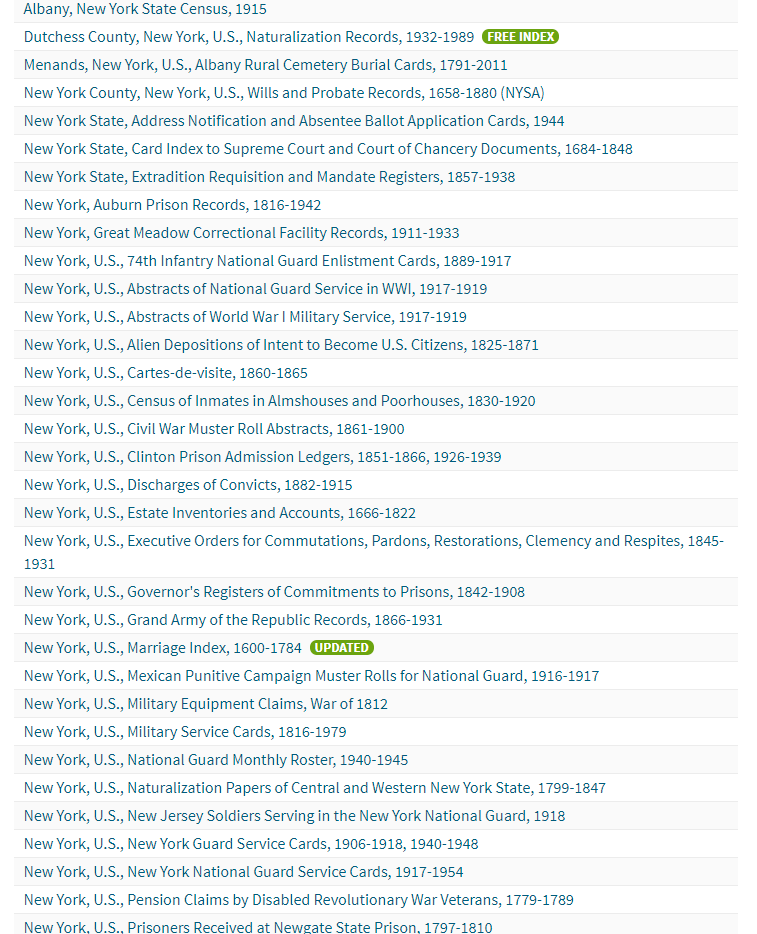 Albany, New York State Census, 1915
Dutchess County, New York, U.S., Naturalization Records, 1932-1989 FREE INDEX
Menands, New York, U.S., Albany Rural Cemetery Burial Cards, 1791-2011
New York County, New York, U.S., Wills and Probate Records, 1658-1880 (NYSA)
New York State, Address Notification and Absentee Ballot Application Cards, 1944
New York State, Card Index to Supreme Court and Court of Chancery Documents, 1684-1848
New York State, Extradition Requisition and Mandate Registers, 1857-1938
New York, Auburn Prison Records, 1816-1942
New York, Great Meadow Correctional Facility Records, 1911-1933
New York, U.S., 74th Infantry National Guard Enlistment Cards, 1889-1917
New York, U.S., Abstracts of National Guard Service in WWI, 1917-1919
New York, U.S., Abstracts of World War I Military Service, 1917-1919
New York, U.S., Alien Depositions of Intent to Become U.S. Citizens, 1825-1871
New York, U.S., Cartes-de-visite, 1860-1865
New York, U.S., Census of Inmates in Almshouses and Poorhouses, 1830-1920
New York, U.S., Civil War Muster Roll Abstracts, 1861-1900
New York, U.S., Clinton Prison Admission Ledgers, 1851-1866, 1926-1939
New York, U.S., Discharges of Convicts, 1882-1915
New York, U.S., Estate Inventories and Accounts, 1666-1822
New York, U.S., Executive Orders for Commutations, Pardons, Restorations, Clemency and Respites, 1845-
1931
New York, U.S., Governor's Registers of Commitments to Prisons, 1842-1908
New York, U.S., Grand Army of the Republic Records, 1866-1931
New York, U.S., Marriage Index, 1600-1784 UPDATED
New York, U.S., Mexican Punitive Campaign Muster Rolls for National Guard, 1916-1917
New York, U.S., Military Equipment Claims, War of 1812
New York, U.S., Military Service Cards, 1816-1979
New York, U.S., National Guard Monthly Roster, 1940-1945
New York, U.S., Naturalization Papers of Central and Western New York State, 1799-1847
New York, U.S., New Jersey Soldiers Serving in the New York National Guard, 1918
New York, U.S., New York Guard Service Cards, 1906-1918, 1940-1948
New York, U.S., New York National Guard Service Cards, 1917-1954
New York, U.S., Pension Claims by Disabled Revolutionary War Veterans, 1779-1789
New York, U.S., Prisoners Received at Newgate State Prison, 1797-1810